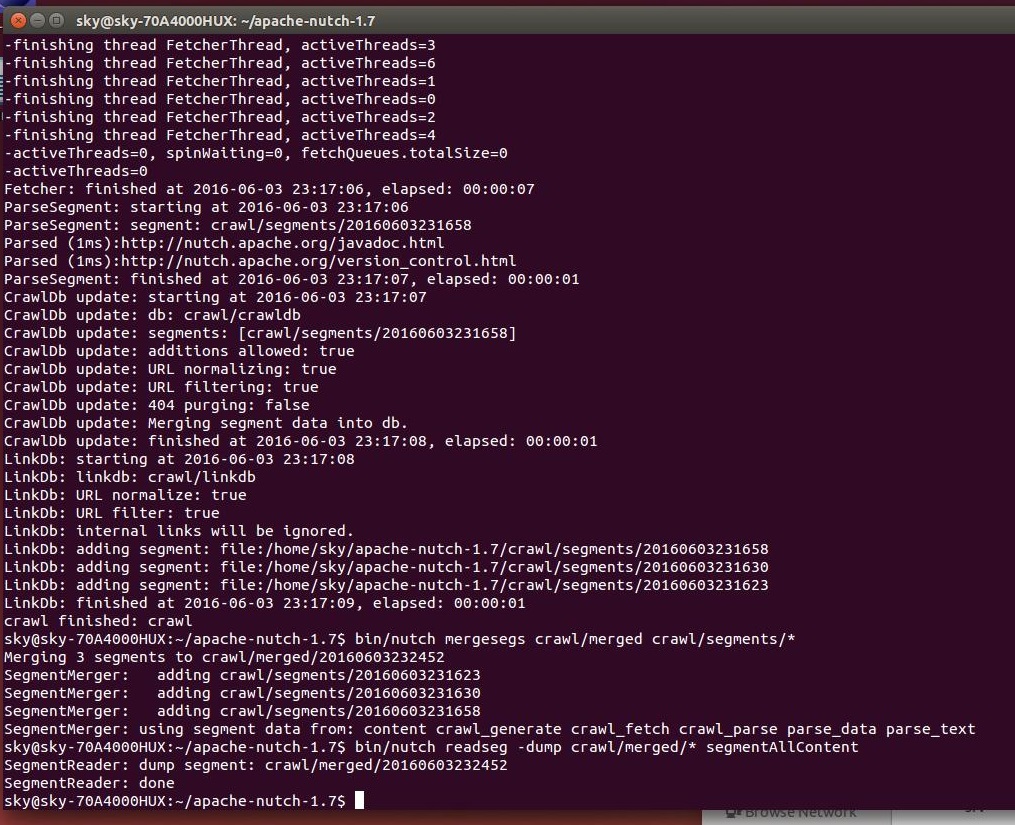 sky@sky-70A4000HUX: ~/apache-nutch-1.7
-finishing thread FetcherThread, activeThreads=3
-finishing thread FetcherThread, activeThreads=6
-finishing thread FetcherThread, activeThreads=1
-finishing thread FetcherThread, activeThreads=0
-finishing thread FetcherThread, activeThreads=2
-finishing thread FetcherThread, activeThreads=4
-activeThreads=0, spinWaiting=0, fetchQueues.totalSize=0
-activeThreads=0
Fetcher: finished at 2016-06-03 23:17:06, elapsed: 00:00:07
ParseSegment: starting at 2016-06-03 23:17:06
ParseSegment: segment: crawl/segments/20160603231658
Parsed (1ms):http://nutch.apache.org/javadoc.html
Parsed (1ms):http://nutch.apache.org/version_control.html
ParseSegment: finished at 2016-06-03 23:17:07, elapsed: 00:00:01
CrawlDb update: starting at 2016-06-03 23:17:07
CrawlDb update: db: crawl/crawldb
CrawlDb update: segments: [crawl/segments/20160603231658]
CrawlDb update: additions allowed: true
CrawlDb update: URL normalizing: true
CrawlDb update: URL filtering: true
CrawlDb update: 404 purging: false
CrawlDb update: Merging segment data into db.
CrawlDb update: finished at 2016-06-03 23:17:08, elapsed: 00:00:01
LinkDb: starting at 2016-06-03 23:17:08
LinkDb: linkdb: crawl/linkdb
LinkDb: URL normalize: true
LinkDb: URL filter: true
LinkDb: internal links will be ignored.
LinkDb: adding segment: file:/home/sky/apache-nutch-1.7/crawl/segments/20160603231658
LinkDb: adding segment: file:/home/sky/apache-nutch-1.7/crawl/segments/20160603231630
LinkDb: adding segment: file:/home/sky/apache-nutch-1.7/crawl/segments/20160603231623
LinkDb: finished at 2016-06-03 23:17:09, elapsed: 00:00:01
crawl finished: crawl
sky@sky-70A4000HUX:~/apache-nutch-1.7$ bin/nutch mergesegs crawl/merged crawl/segments/*
Merging 3 segments to crawl/merged/20160603232452
SegmentMerger:   adding crawl/segments/20160603231623
SegmentMerger:   adding crawl/segments/20160603231630
SegmentMerger:   adding crawl/segments/20160603231658
SegmentMerger: using segment data from: content crawl_generate crawl_fetch crawl_parse parse_data parse_text
sky@sky-70A4000HUX:~/apache-nutch-1.7$ bin/nutch readseg -dump crawl/merged/* segmentAllContent
SegmentReader: dump segment: crawl/merged/20160603232452
SegmentReader: done
sky@sky-70A4000HUX:~/apache-nutch-1.7$
Browse Network